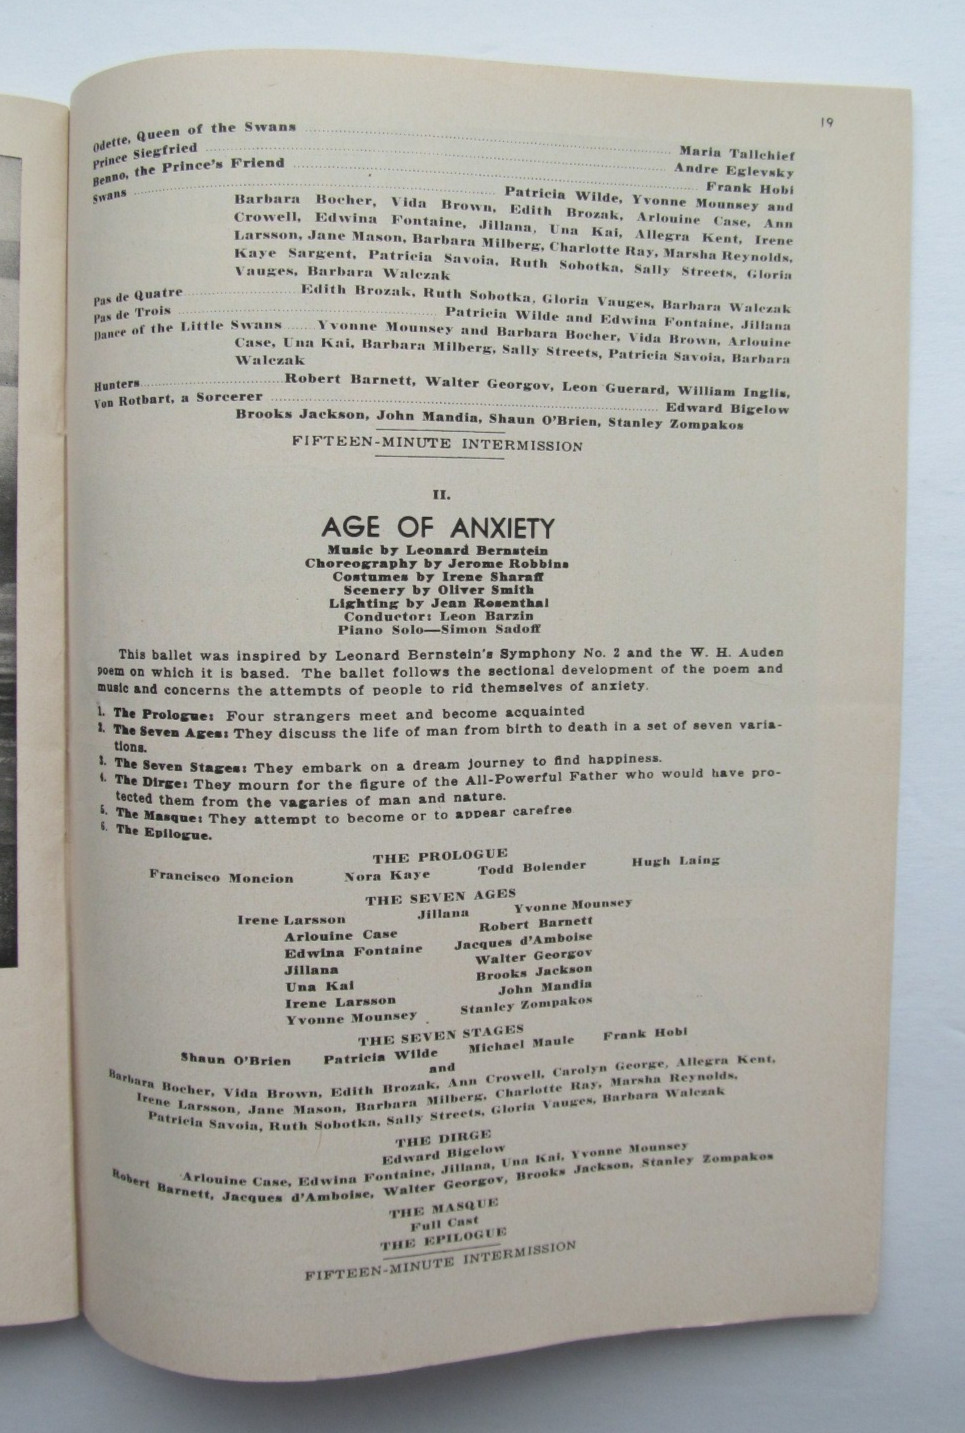 19
Odette, Queen of the Swans ........ Maria Tallchief
Prince Siegfried ........ Andre Eglevsky
Benno, the Prince's Friend ........ Frank Hobi
Swans ........ Patricia Wilde, Yvonne Mounsey and
Barbara Bocher, Vida Brown, Edith Brozak, Arlouine Case, Ann
Crowell, Edwina Fontaine, Jillana, Una Kai, Allegra Kent, Irene
Larsson, Jane Mason, Barbara Milberg, Charlotte Ray, Marsha Reynolds,
Kaye Sargent, Patricia Savoia, Ruth Sobotka, Sally Streets, Gloria
Vauges, Barbara Walczak
Pas de Quatre ........ Edith Brozak, Ruth Sobotka, Gloria Vauges, Barbara Walczak
Pas de Trois ........ Patricia Wilde and Edwina Fontaine, Jillana
Dance of the Little Swans ...... Yvonne Mounsey and Barbara Bocher, Vida Brown, Arlouine
Case, Una Kai, Barbara Milberg, Sally Streets, Patricia Savoia, Barbara
Walczak
Hunters ........ Robert Barnett, Walter Georgov, Leon Guerard, William Inglis,
Von Rotbart, a Sorcerer ........ Edward Bigelow
Brooks Jackson, John Mandia, Shaun O'Brien, Stanley Zompakos
FIFTEEN-MINUTE INTERMISSION
II.
AGE OF ANXIETY
Music by Leonard Bernstein
Choreography by Jerome Robbins
Costumes by Irene Sharaff
Scenery by Oliver Smith
Lighting by Jean Rosenthal
Conductor: Leon Barzin
Piano Solo—Simon Sadoff
This ballet was inspired by Leonard Bernstein's Symphony No. 2 and the W. H. Auden
poem on which it is based. The ballet follows the sectional development of the poem and
music and concerns the attempts of people to rid themselves of anxiety.
1. The Prologue: Four strangers meet and become acquainted
2. The Seven Ages: They discuss the life of man from birth to death in a set of seven varia-
tions.
3. The Seven Stages: They embark on a dream journey to find happiness.
4. The Dirge: They mourn for the figure of the All-Powerful Father who would have pro-
tected them from the vagaries of man and nature.
5. The Masque: They attempt to become or to appear carefree
6. The Epilogue.
THE PROLOGUE
Francisco Moncion Nora Kaye Todd Bolender Hugh Laing
THE SEVEN AGES
Irene Larsson Jillana Yvonne Mounsey
Arlouine Case Robert Barnett
Edwina Fontaine Jacques d'Amboise
Jillana Walter Georgov
Una Kai Brooks Jackson
Irene Larsson John Mandia
Yvonne Mounsey Stanley Zompakos
THE SEVEN STAGES
Shaun O'Brien Patricia Wilde Michael Maule Frank Hobi
and
Barbara Bocher, Vida Brown, Edith Brozak, Ann Crowell, Carolyn George, Allegra Kent,
Irene Larsson, Jane Mason, Barbara Milberg, Charlotte Ray, Marsha Reynolds,
Patricia Savoia, Ruth Sobotka, Sally Streets, Gloria Vauges, Barbara Walczak
THE DIRGE
Edward Bigelow
Arlouine Case, Edwina Fontaine, Jillana, Una Kai, Yvonne Mounsey
Robert Barnett, Jacques d'Amboise, Walter Georgov, Brooks Jackson, Stanley Zompakos
THE MASQUE
Full Cast
THE EPILOGUE
FIFTEEN-MINUTE INTERMISSION